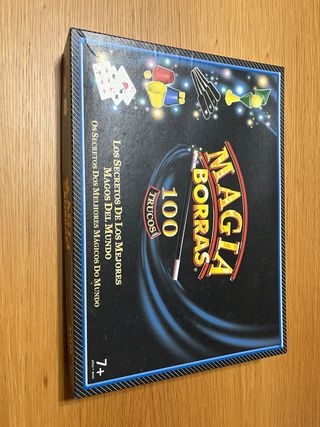 MAGIA
BORRAS®
100
TRUCOS
LOS SECRETOS DE LOS MEJORES
MAGOS DEL MUNDO
OS SECRETOS DOS MELHORES MÁGICOS DO MUNDO
7+